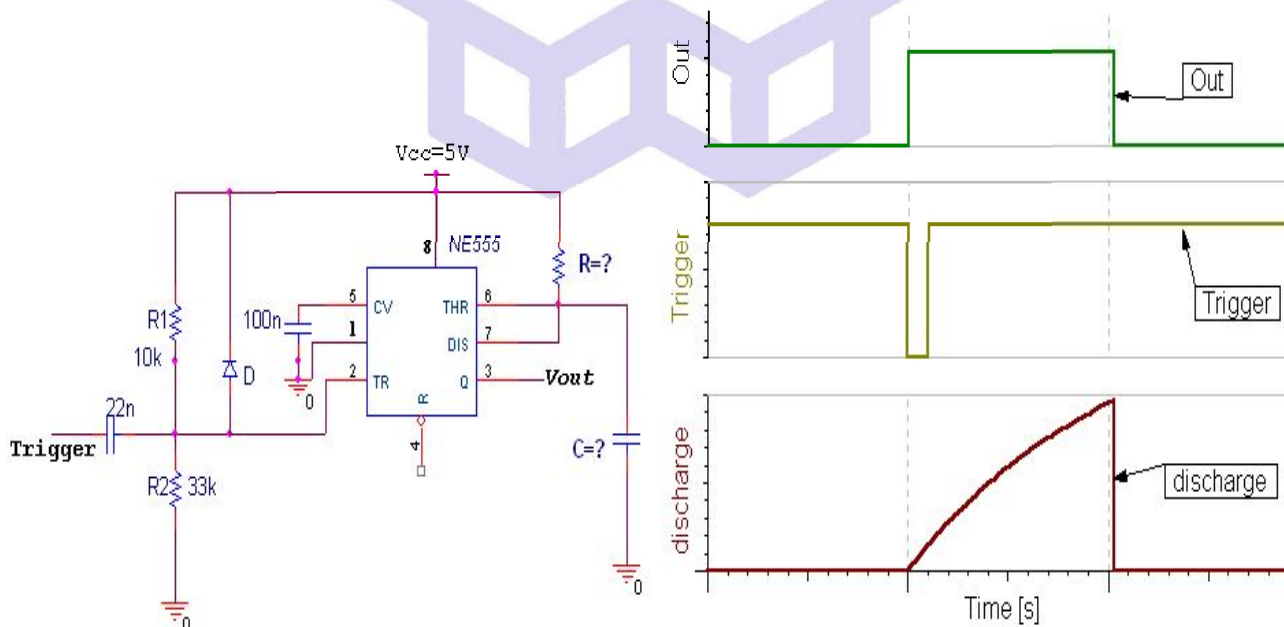 Vcc=5V
8 NE555
R=?
5 CV THR 6
100n
1
R1
10k
DIS 7
D
0
2 TR Q 3 Vout
R
4
22n
Trigger
R2 33k
C=?
0
0
Out
Out
Trigger
Trigger
discharge
discharge
Time [s]